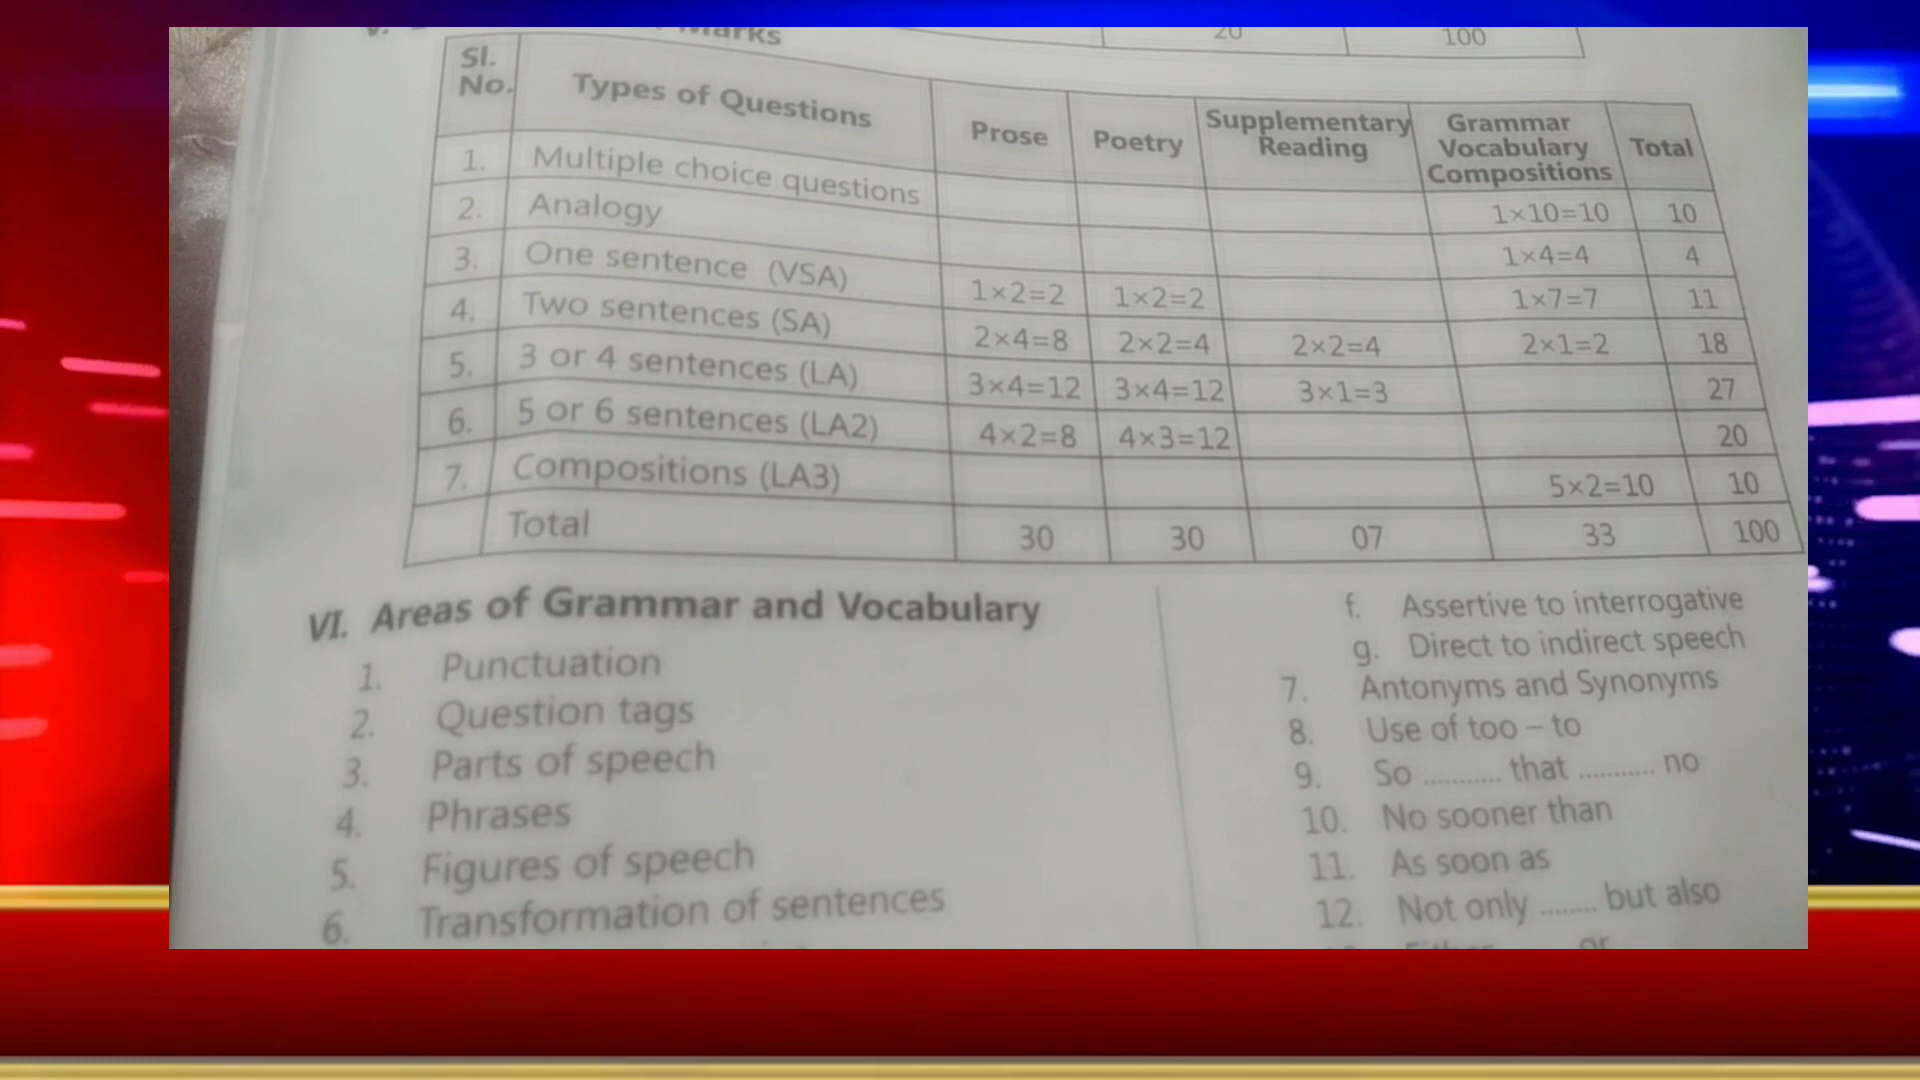 V. Marks
20 100
Sl. No. Types of Questions Prose Poetry Supplementary Reading Grammar Vocabulary Compositions Total
1. Multiple choice questions 1×10=10 10
2. Analogy 1×4=4 4
3. One sentence (VSA) 1×2=2 1×2=2 1×7=7 11
4. Two sentences (SA) 2×4=8 2×2=4 2×2=4 2×1=2 18
5. 3 or 4 sentences (LA) 3×4=12 3×4=12 3×1=3 27
6. 5 or 6 sentences (LA2) 4×2=8 4×3=12 20
7. Compositions (LA3) 5×2=10 10
Total 30 30 07 33 100
VI. Areas of Grammar and Vocabulary
1. Punctuation
2. Question tags
3. Parts of speech
4. Phrases
5. Figures of speech
6. Transformation of sentences
f. Assertive to interrogative
g. Direct to indirect speech
7. Antonyms and Synonyms
8. Use of too – to
9. So ........... that ........... no
10. No sooner than
11. As soon as
12. Not only ........ but also
Either or